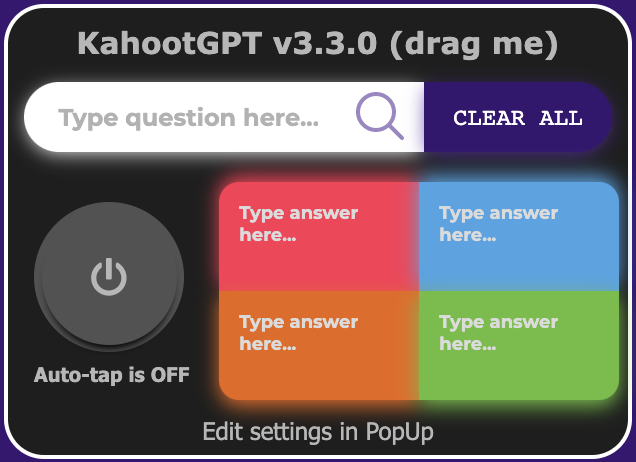 KahootGPT v3.3.0 (drag me)
Type question here...
CLEAR ALL
Type answer
here...
Type answer
here...
Type answer
here...
Type answer
here...
Auto-tap is OFF
Edit settings in PopUp